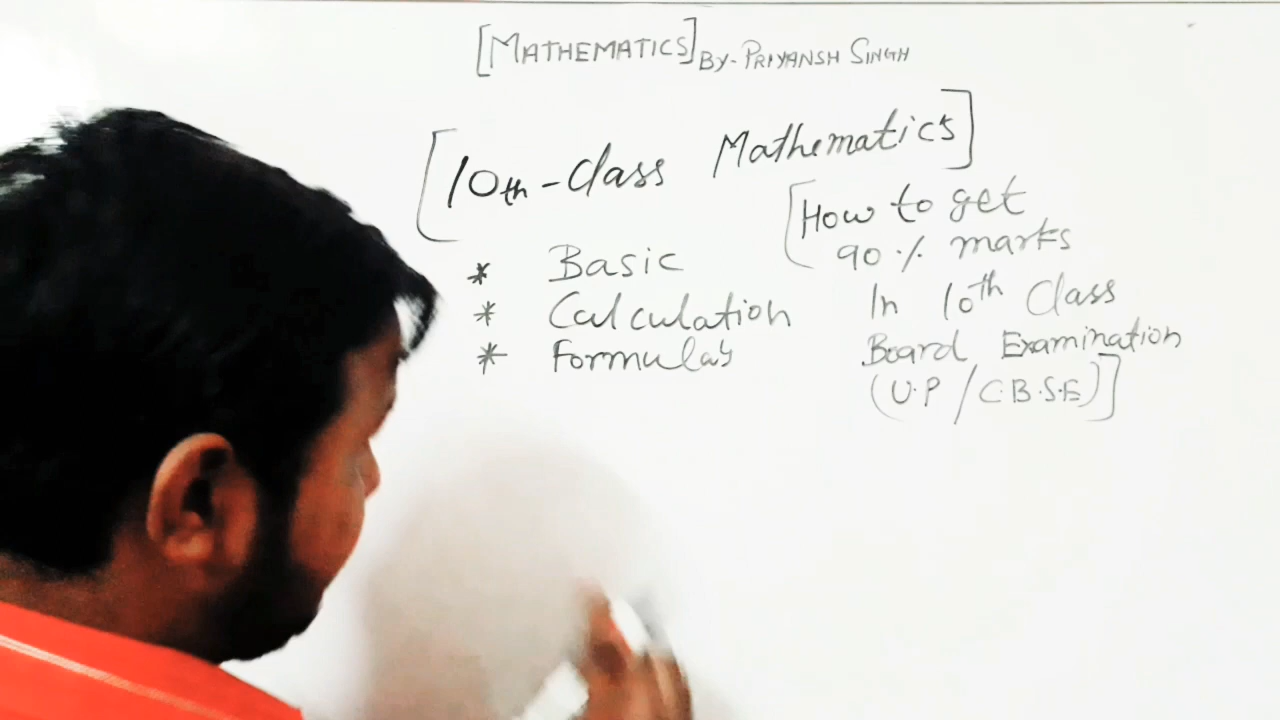 [MATHEMATICS] BY- PRIYANSH SINGH
[10th - Class Mathematics]
* Basic
* Calculation
* Formula's
[How to get
90% marks
In 10th Class
Board Examination
(U.P / C.B.S.E)]